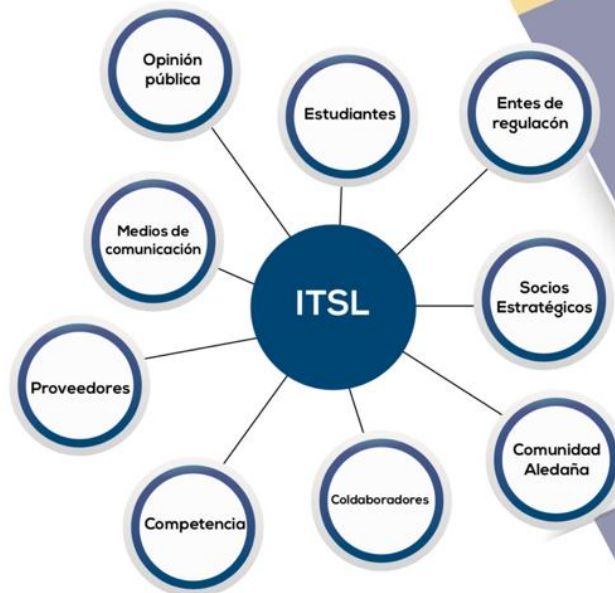 Opinión
pública
Estudiantes
Entes de
regulacón
Medios de
comunicación
ITSL
Socios
Estratégicos
Proveedores
Comunidad
Aledaña
Competencia
Coldaboradores